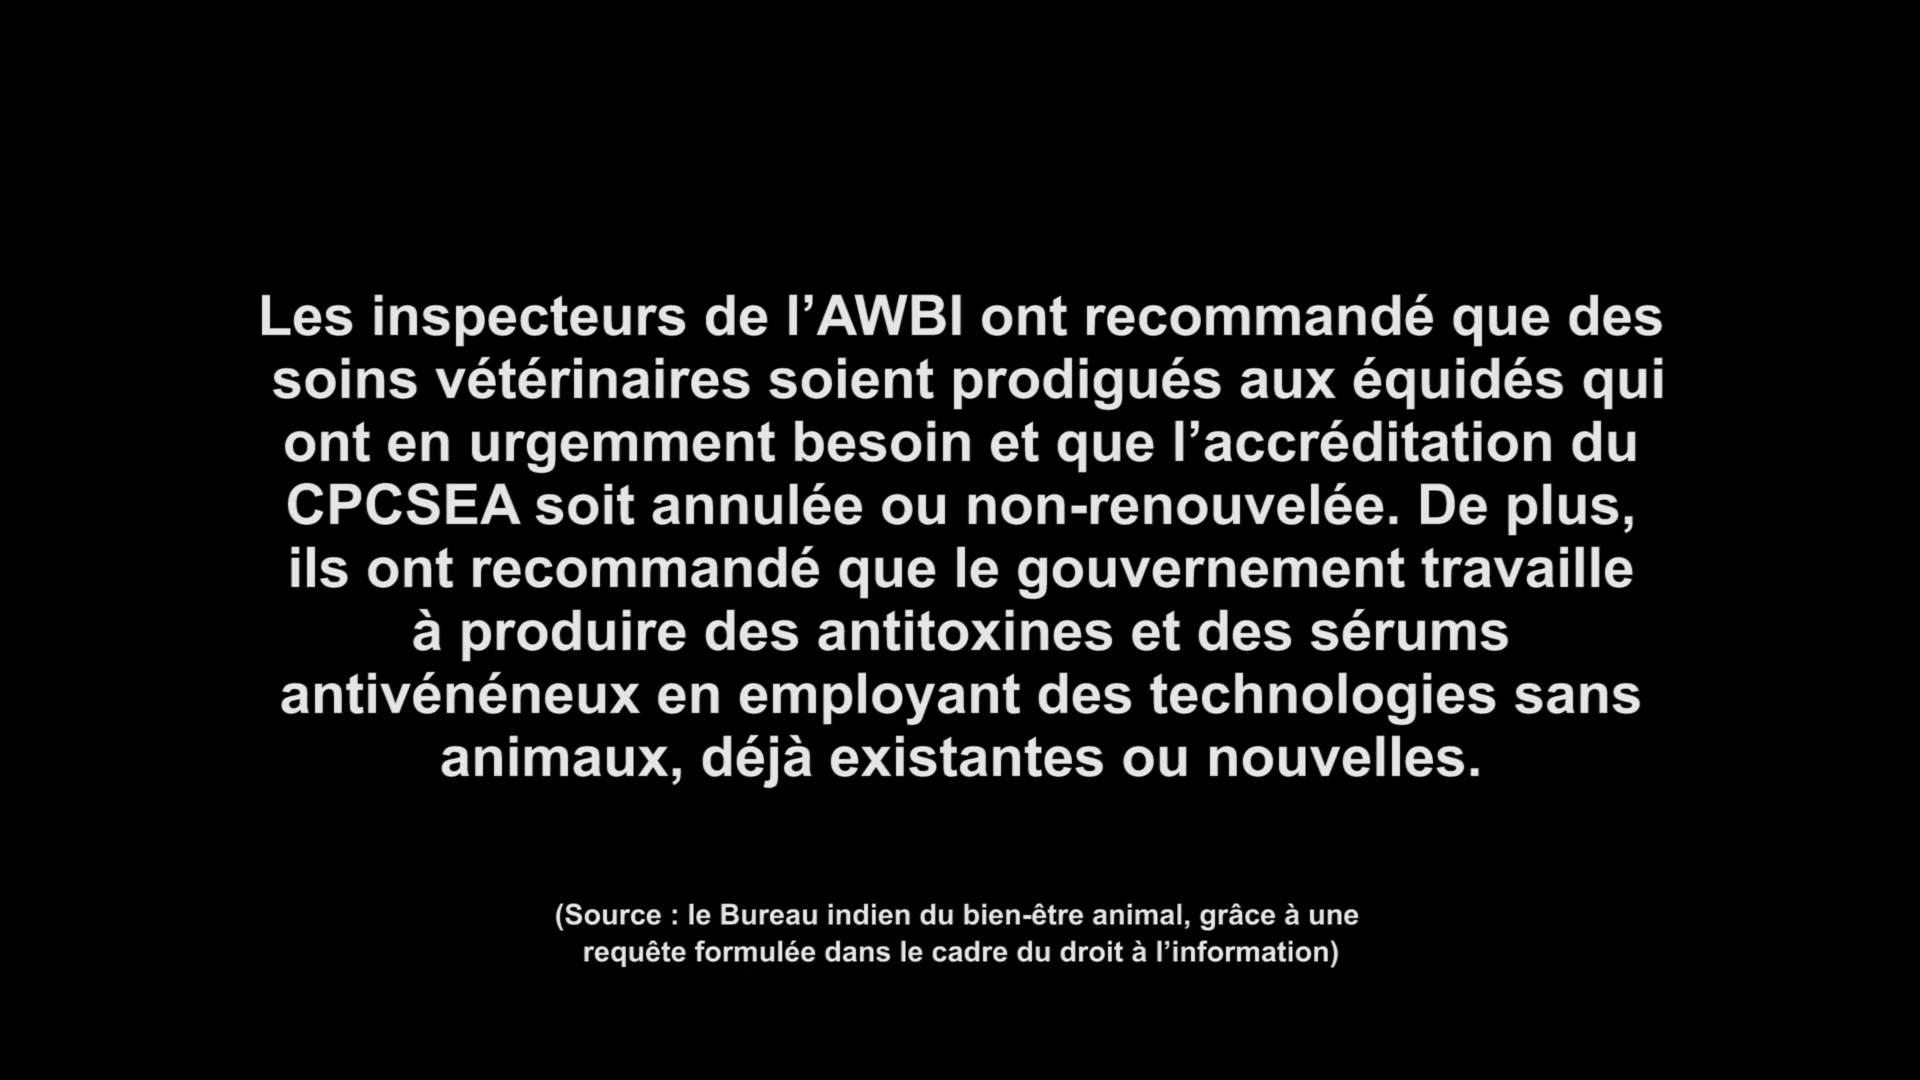 Les inspecteurs de l’AWBI ont recommandé que des
soins vétérinaires soient prodigués aux équidés qui
ont en urgemment besoin et que l’accréditation du
CPCSEA soit annulée ou non-renouvelée. De plus,
ils ont recommandé que le gouvernement travaille
à produire des antitoxines et des sérums
antivénéneux en employant des technologies sans
animaux, déjà existantes ou nouvelles.
(Source : le Bureau indien du bien-être animal, grâce à une
requête formulée dans le cadre du droit à l’information)